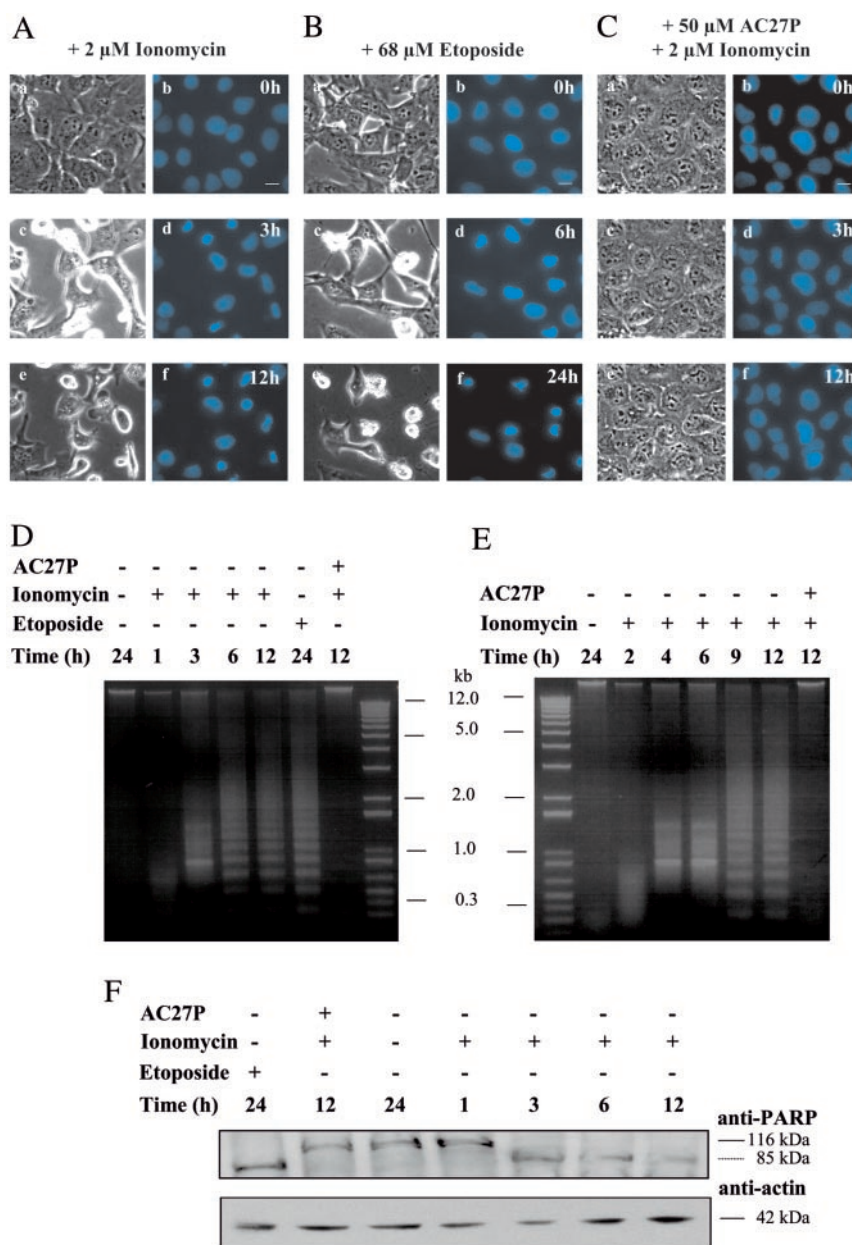 A
+ 2 µM Ionomycin
B
+ 68 µM Etoposide
C
+ 50 µM AC27P
+ 2 µM Ionomycin
a
b 0h
a
b 0h
a
b 0h
c
d 3h
c
d 6h
c
d 3h
e
f 12h
e
f 24h
e
f 12h
D
AC27P - - - - - - +
Ionomycin - + + + + - +
Etoposide - - - - - + -
Time (h) 24 1 3 6 12 24 12
E
AC27P - - - - - - +
Ionomycin - + + + + + +
Time (h) 24 2 4 6 9 12 12
kb
12.0
5.0
2.0
1.0
0.3
F
AC27P - + - - - - -
Ionomycin - + - + + + +
Etoposide + - - - - - -
Time (h) 24 12 24 1 3 6 12
anti-PARP
116 kDa
85 kDa
anti-actin
42 kDa